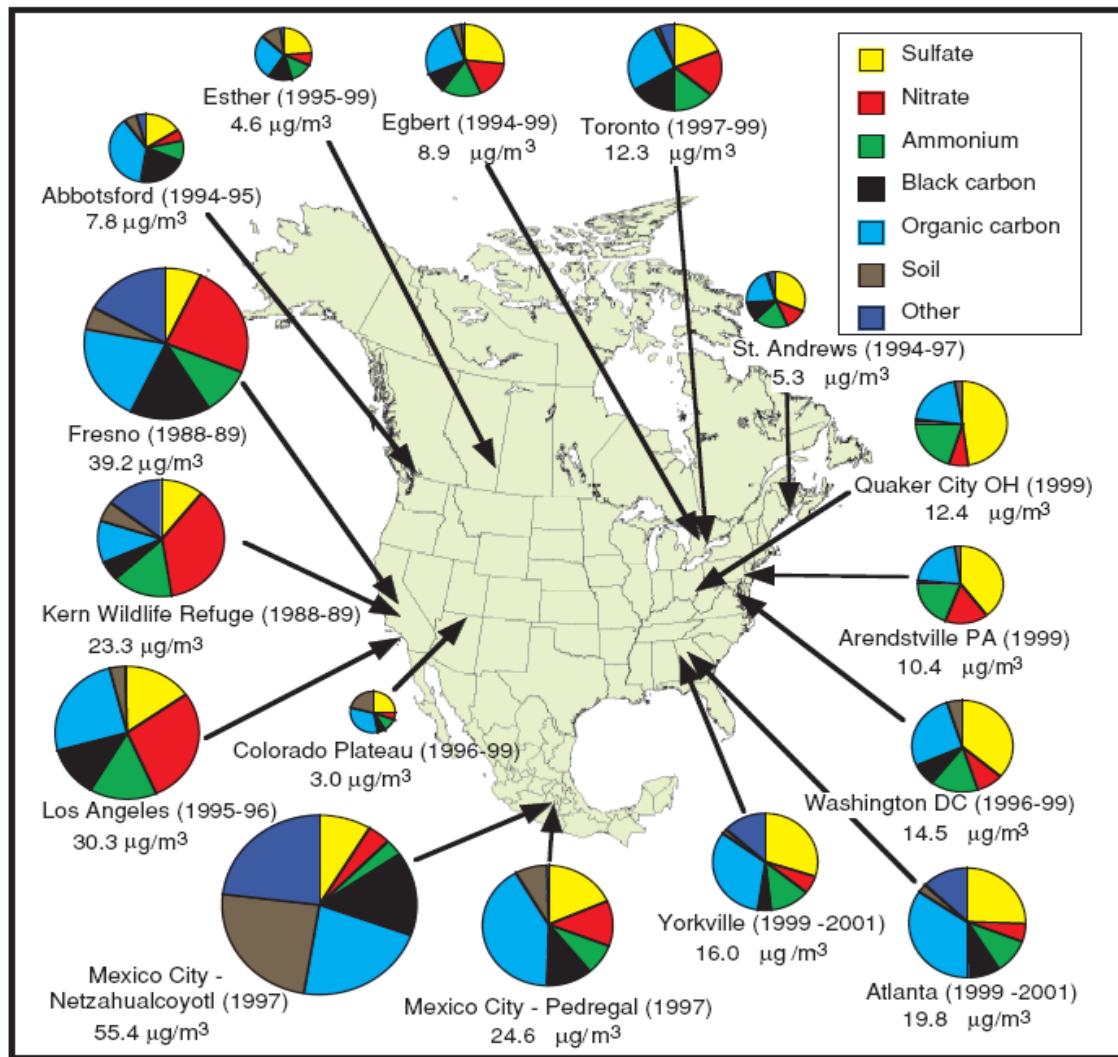 Esther (1995-99)
4.6 μg/m³
Egbert (1994-99)
8.9 μg/m³
Toronto (1997-99)
12.3 μg/m³
Sulfate
Nitrate
Ammonium
Black carbon
Organic carbon
Soil
Other
Abbotsford (1994-95)
7.8 μg/m³
St. Andrews (1994-97)
5.3 μg/m³
Fresno (1988-89)
39.2 μg/m³
Quaker City OH (1999)
12.4 μg/m³
Kern Wildlife Refuge (1988-89)
23.3 μg/m³
Arendstville PA (1999)
10.4 μg/m³
Colorado Plateau (1996-99)
3.0 μg/m³
Los Angeles (1995-96)
30.3 μg/m³
Washington DC (1996-99)
14.5 μg/m³
Mexico City -
Netzahualcoyotl (1997)
55.4 μg/m³
Mexico City - Pedregal (1997)
24.6 μg/m³
Yorkville (1999 -2001)
16.0 μg /m³
Atlanta (1999 -2001)
19.8 μg/m³